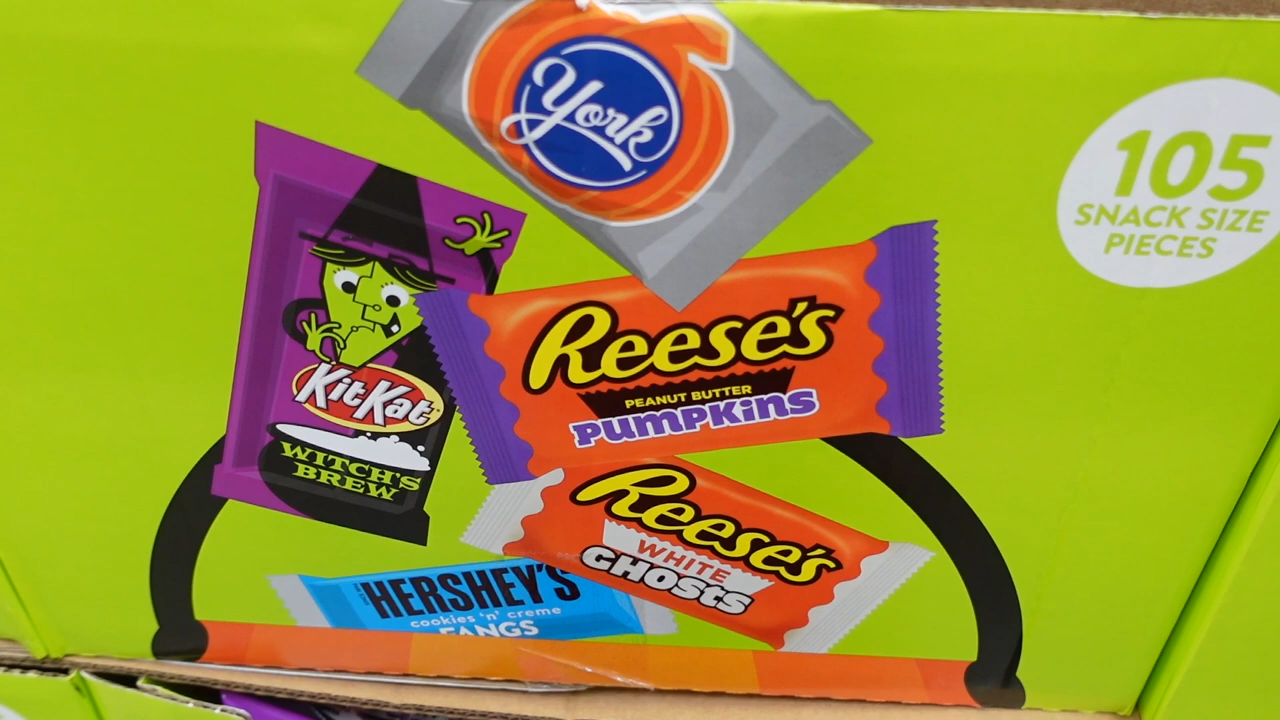 York
105
SNACK SIZE
PIECES
KitKat
WITCH'S
BREW
REESE'S
PEANUT BUTTER
PUMPKINS
REESE'S
WHITE
GHOSTS
HERSHEY'S
cookies 'n' creme
FANGS